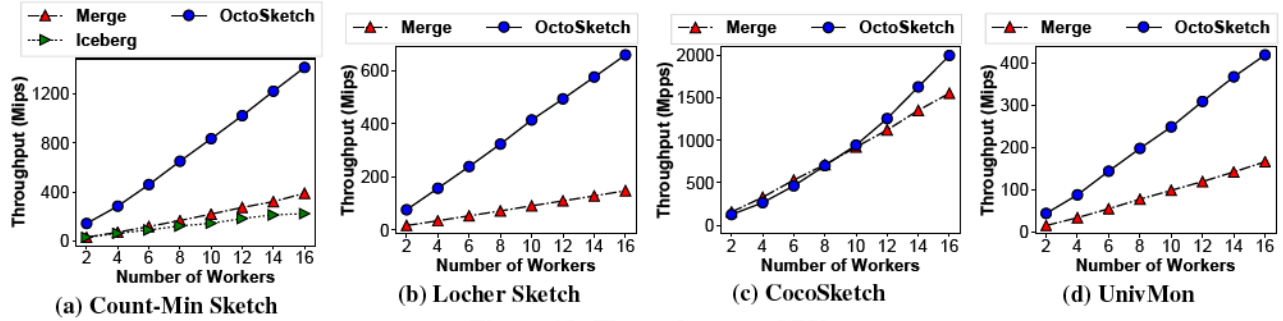 Merge OctoSketch
Iceberg
Throughput (Mips)
1200
800
400
0
2 4 6 8 10 12 14 16
Number of Workers
(a) Count-Min Sketch
Merge OctoSketch
Throughput (Mips)
600
400
200
0
2 4 6 8 10 12 14 16
Number of Workers
(b) Locher Sketch
Merge OctoSketch
Throughput (Mpps)
2000
1500
1000
500
0
2 4 6 8 10 12 14 16
Number of Workers
(c) CocoSketch
Merge OctoSketch
Throughput (Mips)
400
300
200
100
0
2 4 6 8 10 12 14 16
Number of Workers
(d) UnivMon